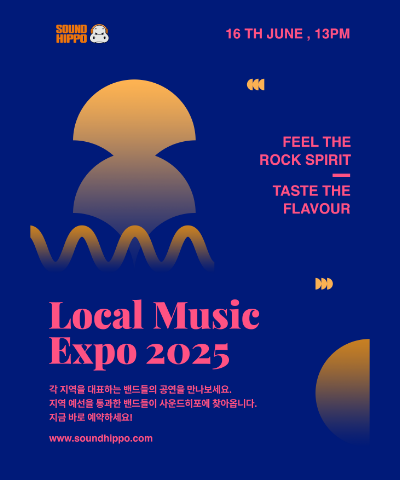 SOUND
HIPPO
16 TH JUNE , 13PM
FEEL THE
ROCK SPIRIT
TASTE THE
FLAVOUR
Local Music
Expo 2025
각 지역을 대표하는 밴드들의 공연을 만나보세요.
지역 예선을 통과한 밴드들이 사운드히포에 찾아옵니다.
지금 바로 예약하세요!
www.soundhippo.com